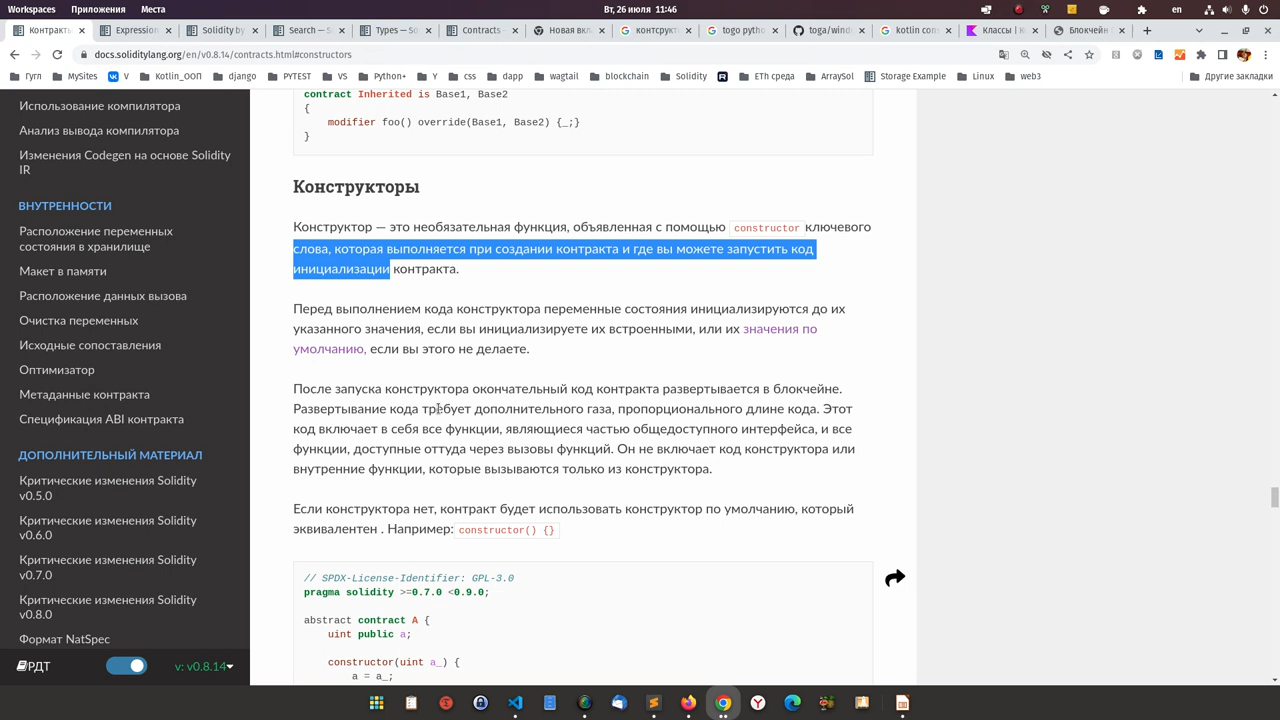 Workspaces Приложения Места
Вт, 26 июля 11:46
en
Контракты
Expression
Solidity by
Search —
Types — Sol
Contracts
Новая вкл
контсрукт
togo pyth
toga/wind
kotlin cons
Классы | K
Блокчейн
docs.soliditylang.org/en/v0.8.14/contracts.html#constructors
Гугл MySites V Kotlin_ООП django PYTEST VS Python+ Y css dapp wagtail blockchain Solidity ETh среда ArraySol Storage Example Linux web3 Другие закладки
Использование компилятора
Анализ вывода компилятора
Изменения Codegen на основе Solidity
IR
ВНУТРЕННОСТИ
Расположение переменных
состояния в хранилище
Макет в памяти
Расположение данных вызова
Очистка переменных
Исходные сопоставления
Оптимизатор
Метаданные контракта
Спецификация ABI контракта
ДОПОЛНИТЕЛЬНЫЙ МАТЕРИАЛ
Критические изменения Solidity
v0.5.0
Критические изменения Solidity
v0.6.0
Критические изменения Solidity
v0.7.0
Критические изменения Solidity
v0.8.0
Формат NatSpec
РДТ v: v0.8.14
contract Inherited is Base1, Base2
{
modifier foo() override(Base1, Base2) {_;}
}
Конструкторы
Конструктор — это необязательная функция, объявленная с помощью constructor ключевого
слова, которая выполняется при создании контракта и где вы можете запустить код
инициализации контракта.
Перед выполнением кода конструктора переменные состояния инициализируются до их
указанного значения, если вы инициализируете их встроенными, или их значения по
умолчанию, если вы этого не делаете.
После запуска конструктора окончательный код контракта развертывается в блокчейне.
Развертывание кода требует дополнительного газа, пропорционального длине кода. Этот
код включает в себя все функции, являющиеся частью общедоступного интерфейса, и все
функции, доступные оттуда через вызовы функций. Он не включает код конструктора или
внутренние функции, которые вызываются только из конструктора.
Если конструктора нет, контракт будет использовать конструктор по умолчанию, который
эквивалентен . Например: constructor() {}
// SPDX-License-Identifier: GPL-3.0
pragma solidity >=0.7.0 <0.9.0;
abstract contract A {
uint public a;
constructor(uint a_) {
a = a_;